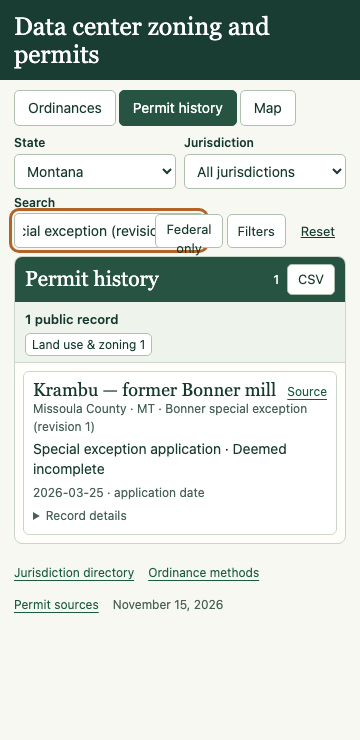 Data center zoning and
permits
Ordinances
Permit history
Map
State
Jurisdiction
Montana
All jurisdictions
Search
cial exception (revisic
Federal
only
Filters
Reset
Permit history
1
CSV
1 public record
Land use & zoning 1
Krambu — former Bonner mill
Source
Missoula County · MT · Bonner special exception
(revision 1)
Special exception application · Deemed
incomplete
2026-03-25 · application date
▶ Record details
Jurisdiction directory
Ordinance methods
Permit sources
November 15, 2026